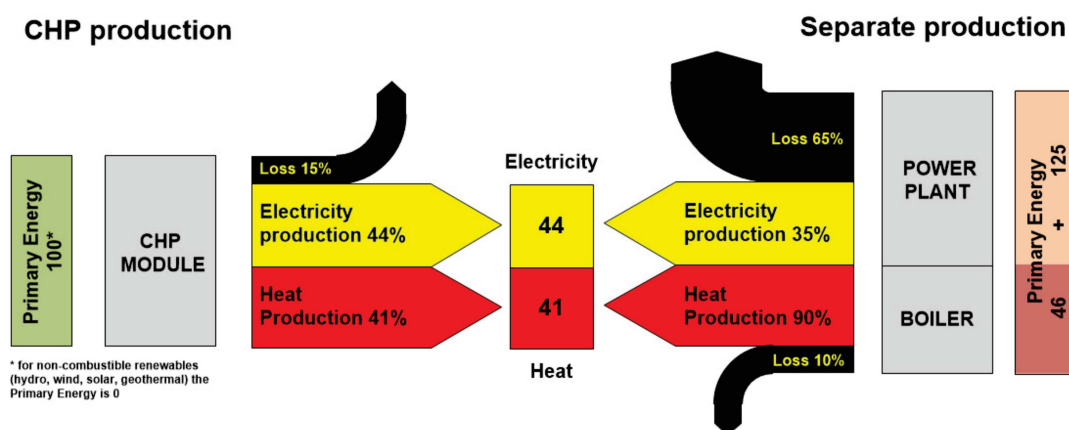 CHP production
Separate production
Primary Energy
100*
CHP
MODULE
Loss 15%
Electricity
production 44%
Heat
Production 41%
Electricity
44
41
Heat
Loss 65%
Electricity
production 35%
Heat
Production 90%
Loss 10%
POWER
PLANT
BOILER
Primary Energy
46 + 125
* for non-combustible renewables
(hydro, wind, solar, geothermal) the
Primary Energy is 0